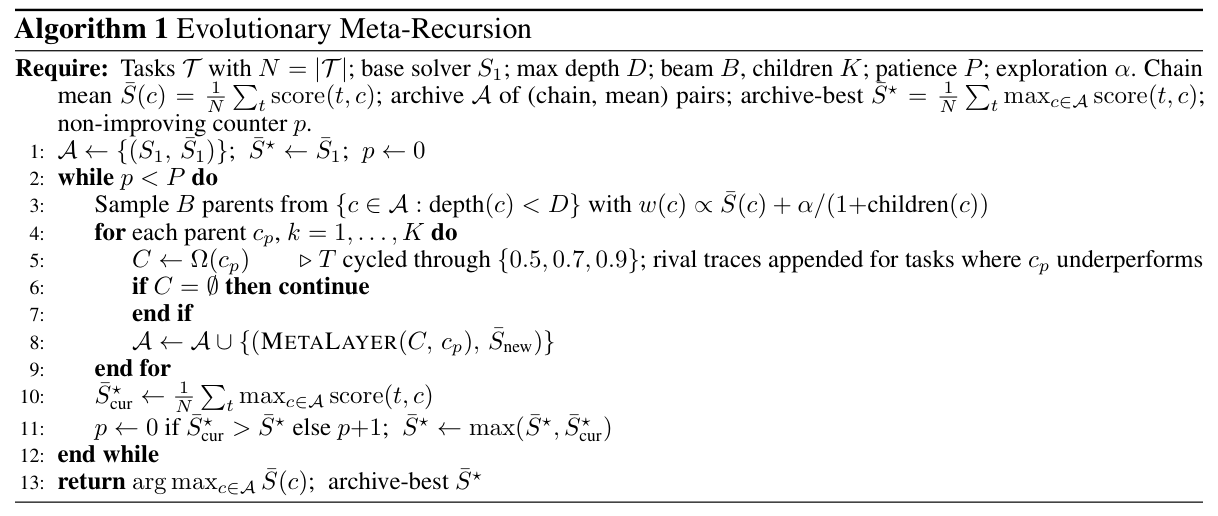 Algorithm 1 Evolutionary Meta-Recursion
Require: Tasks 𝒯 with N = |𝒯|; base solver S₁; max depth D; beam B, children K; patience P; exploration α. Chain
mean S̄(c) = 1/N ∑ₜ score(t, c); archive 𝒜 of (chain, mean) pairs; archive-best S̄⋆ = 1/N ∑ₜ max_{c∈𝒜} score(t, c);
non-improving counter p.
1: 𝒜 ← {(S₁, S̄₁)}; S̄⋆ ← S̄₁; p ← 0
2: while p < P do
3: Sample B parents from {c ∈ 𝒜 : depth(c) < D} with w(c) ∝ S̄(c) + α/(1+children(c))
4: for each parent c_p, k = 1, . . . , K do
5: C ← Ω(c_p) ▷ T cycled through {0.5, 0.7, 0.9}; rival traces appended for tasks where c_p underperforms
6: if C = ∅ then continue
7: end if
8: 𝒜 ← 𝒜 ∪ {(METALAYER(C, c_p), S̄_new)}
9: end for
10: S̄⋆_cur ← 1/N ∑ₜ max_{c∈𝒜} score(t, c)
11: p ← 0 if S̄⋆_cur > S̄⋆ else p+1; S̄⋆ ← max(S̄⋆, S̄⋆_cur)
12: end while
13: return arg max_{c∈𝒜} S̄(c); archive-best S̄⋆